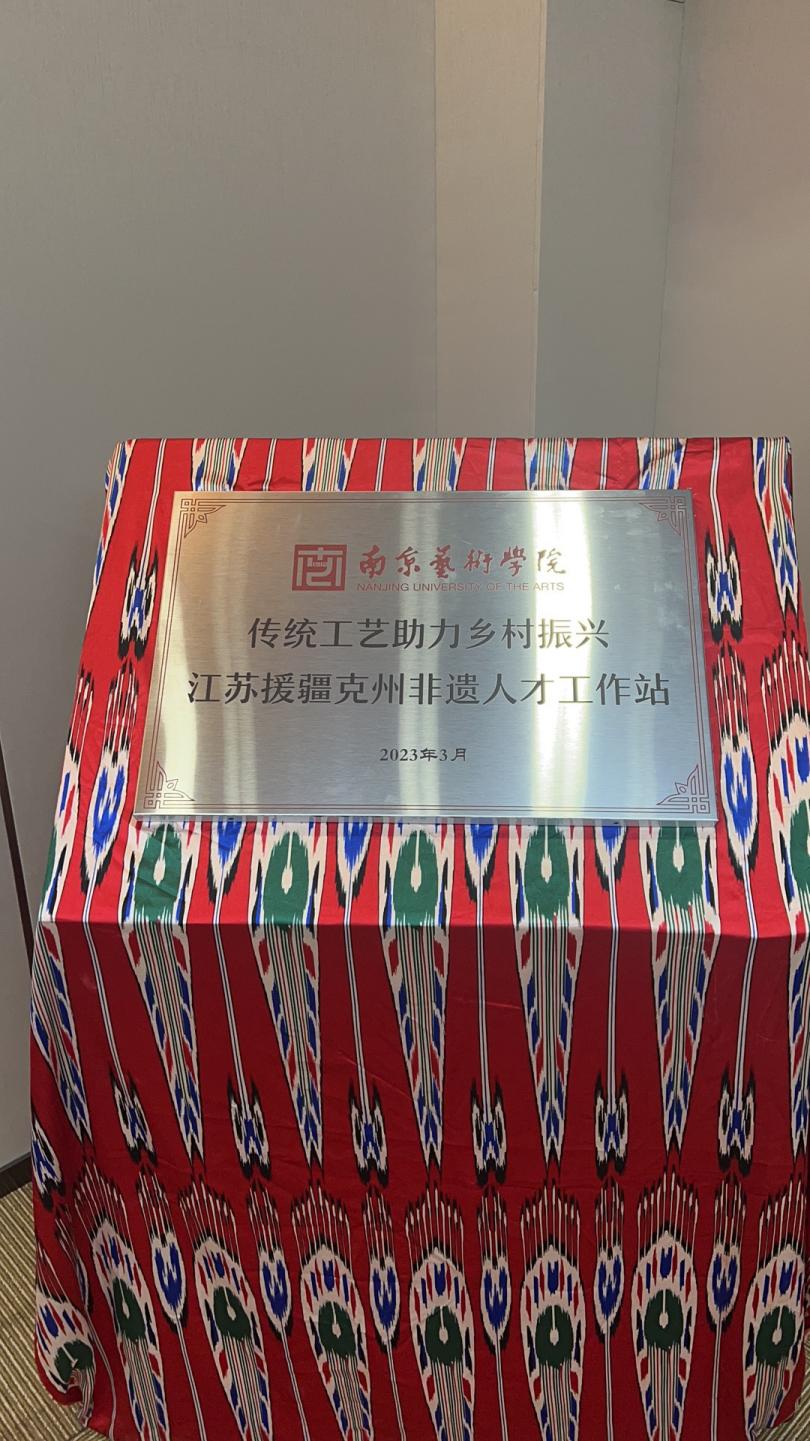 南京藝術學院
NANJING UNIVERSITY OF THE ARTS
传统工艺助力乡村振兴
江苏援疆克州非遗人才工作站
2023年3月